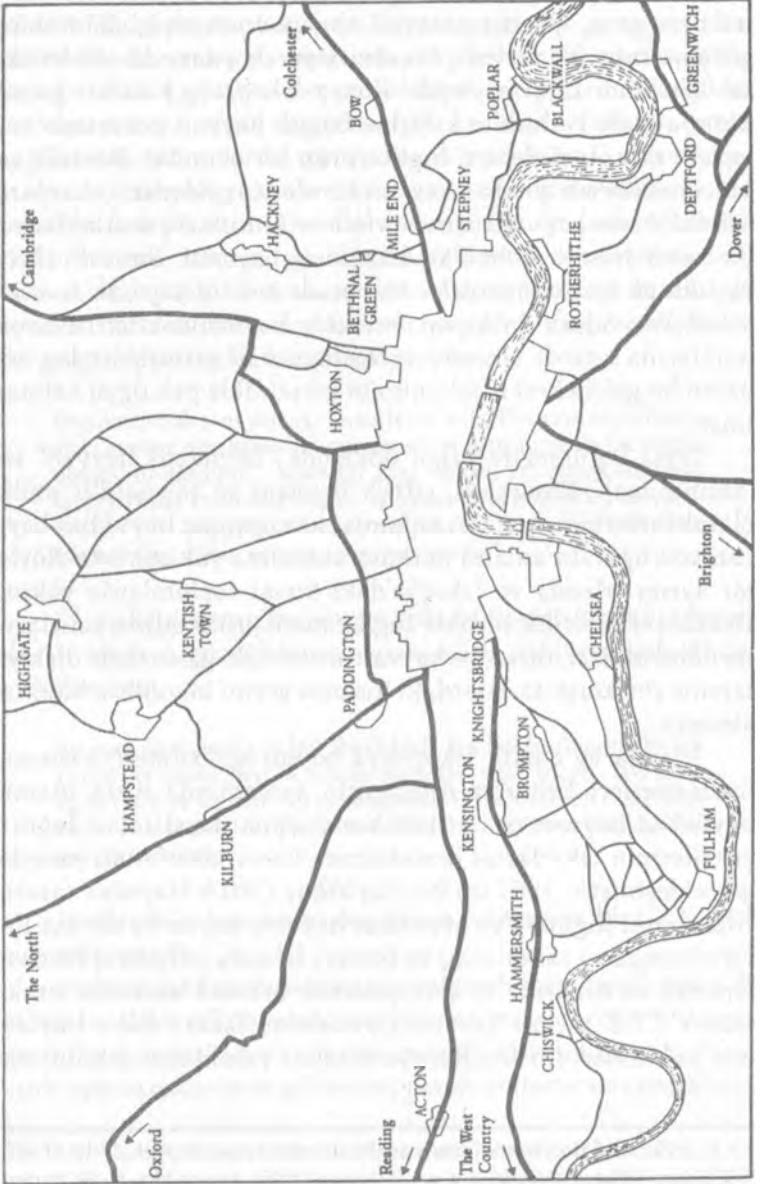 The North
Cambridge
HIGHGATE
HAMPSTEAD
KENTISH
TOWN
HACKNEY
Colchester
BOW
KILBURN
HOXTON
BETHNAL
GREEN
MILE END
STEPNEY
POPLAR
BLACKWALL
GREENWICH
Oxford
PADDINGTON
Reading
ACTON
The West
Country
KENSINGTON
KNIGHTSBRIDGE
BROMPTON
HAMMERSMITH
CHISWICK
FULHAM
CHELSEA
ROTHERHITHE
DEPTFORD
Dover
Brighton